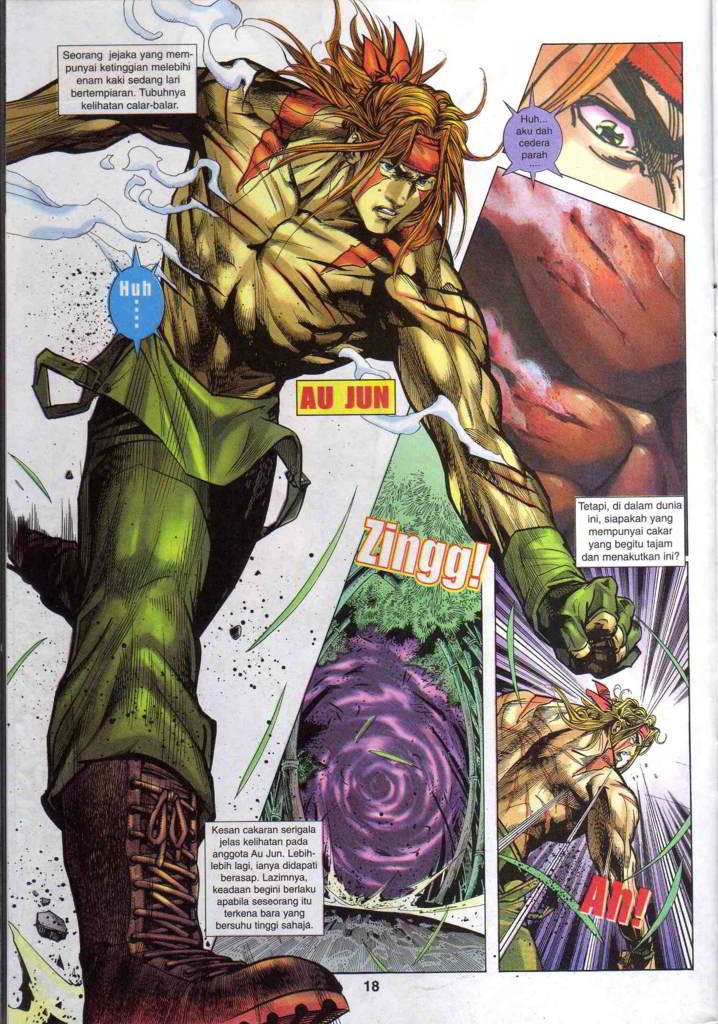 Seorang jejaka yang mem-
punyai ketinggian melebihi
enam kaki sedang lari
bertempiaran. Tubuhnya
kelihatan calar-balar.
Huh...
aku dah
cedera
parah
....
Huh
....
AU JUN
Tetapi, di dalam dunia
ini, siapakah yang
mempunyai cakar
yang begitu tajam
dan menakutkan ini?
Zingg!
Kesan cakaran serigala
jelas kelihatan pada
anggota Au Jun. Lebih-
lebih lagi, ianya didapati
berasap. Lazimnya,
keadaan begini berlaku
apabila seseorang itu
terkena bara yang
bersuhu tinggi sahaja.
Ah!
18